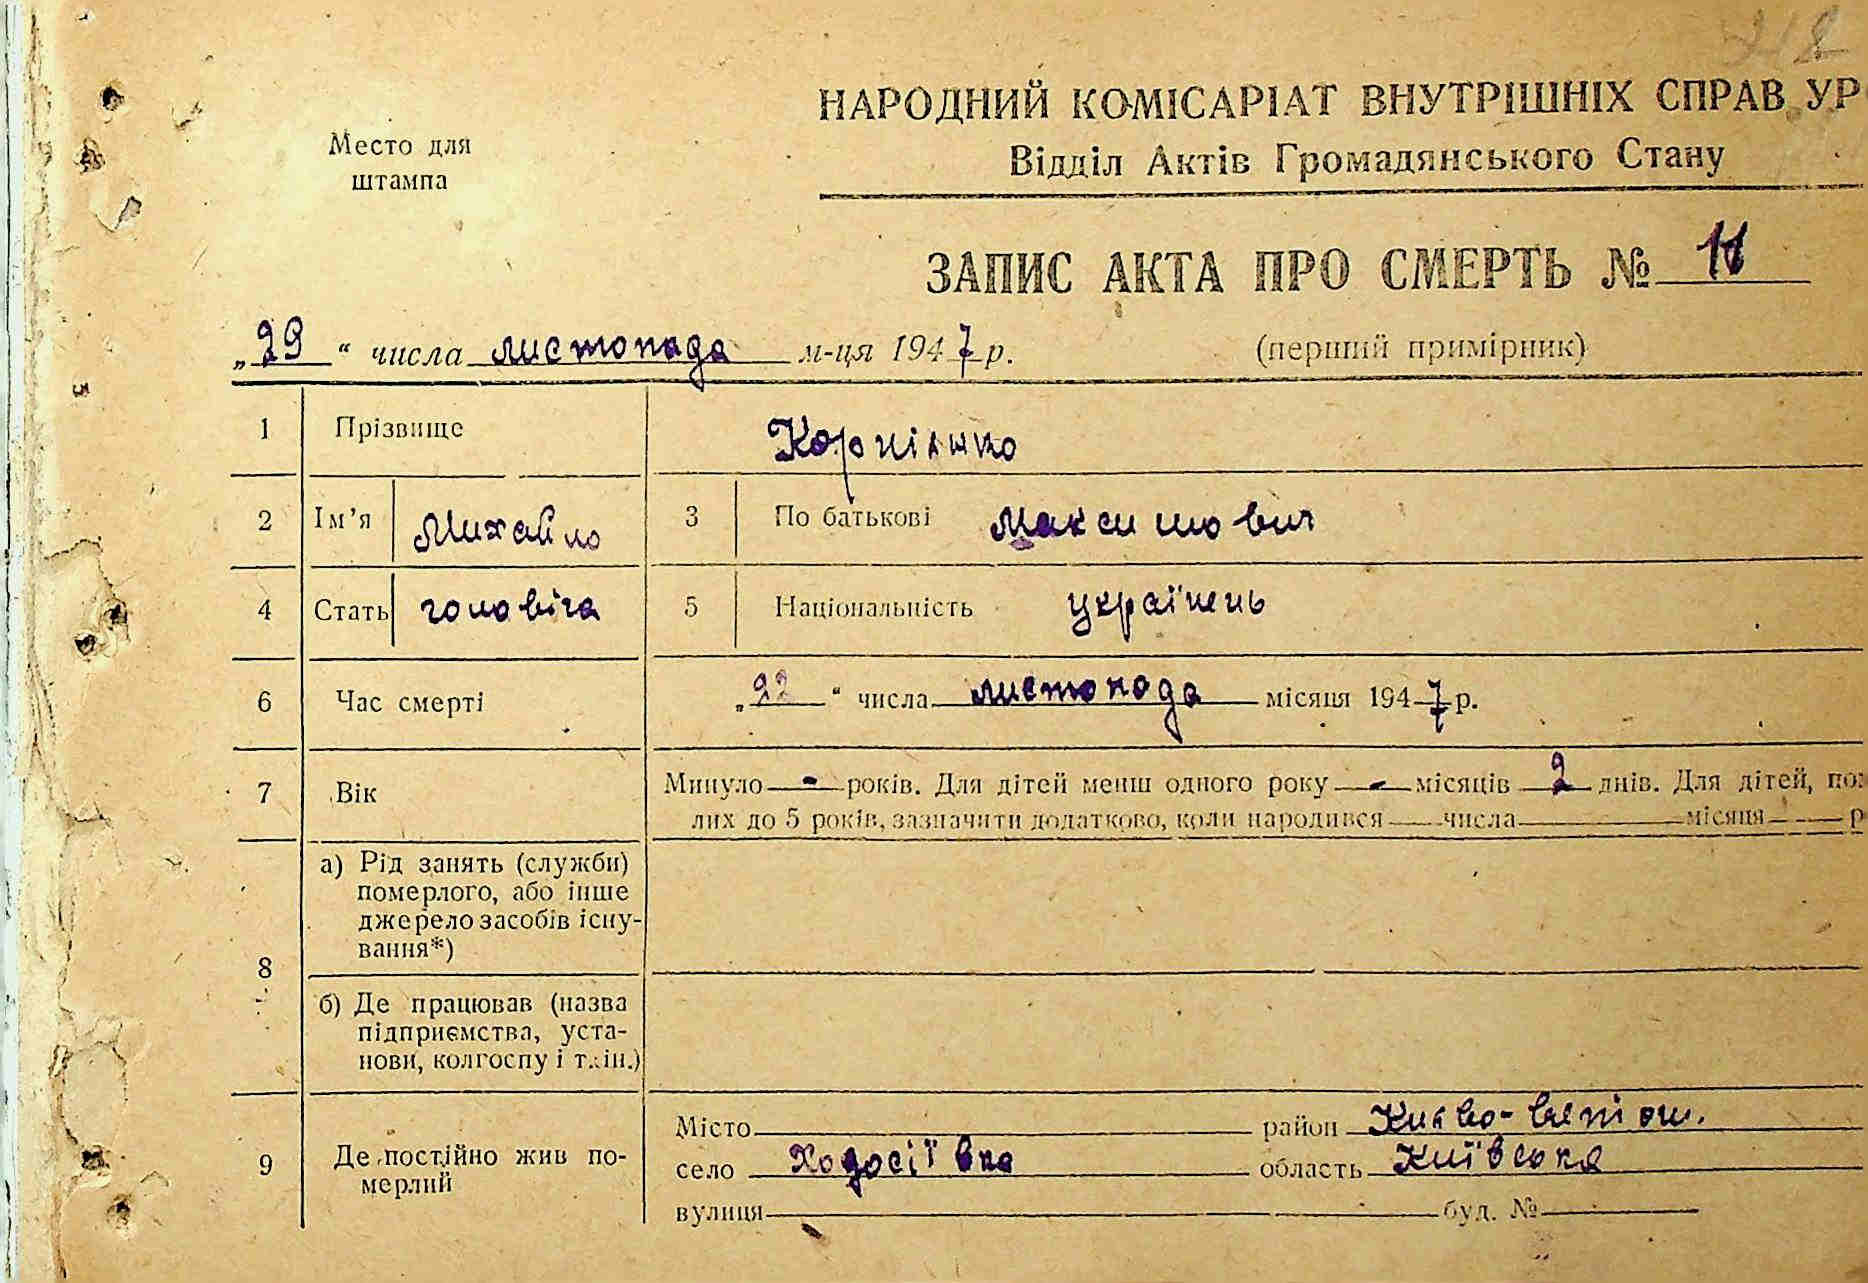 Место для
штампа
НАРОДНИЙ КОМІСАРІАТ ВНУТРІШНІХ СПРАВ УР
Відділ Актів Громадянського Стану
ЗАПИС АКТА ПРО СМЕРТЬ №
„29“ числа листопада м-ця 1947 р.
(перший примірник)
1 Прізвище Корнієнко
2 Ім’я Михайло 3 По батькові Максимович
4 Стать чоловіча 5 Національність українець
6 Час смерті „22“ числа листопада місяця 1947 р.
7 Вік Минуло - років. Для дітей менш одного року - місяців 2 днів. Для дітей,
лих до 5 років, зазначити додатково, коли народився числа місяця р
8 а) Рід занять (служби)
померлого, або інше
джерело засобів існу-
вання*)
б) Де працював (назва
підприємства, уста-
нови, колгоспу і т. ін.)
9 Де постійно жив по-
мерлий
Місто район
село Ходосіївка область Київська
вулиця буд. №